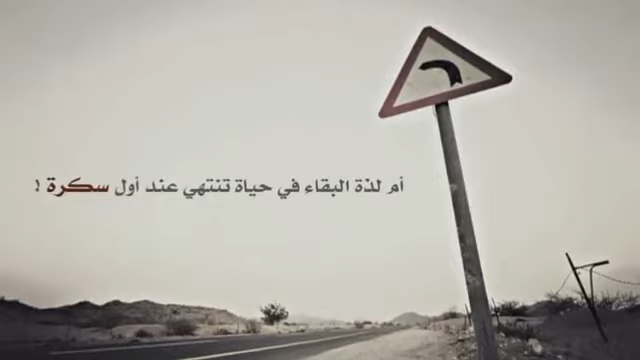 أم لذة البقاء في حياة تنتهي عند أول سكرة ؟